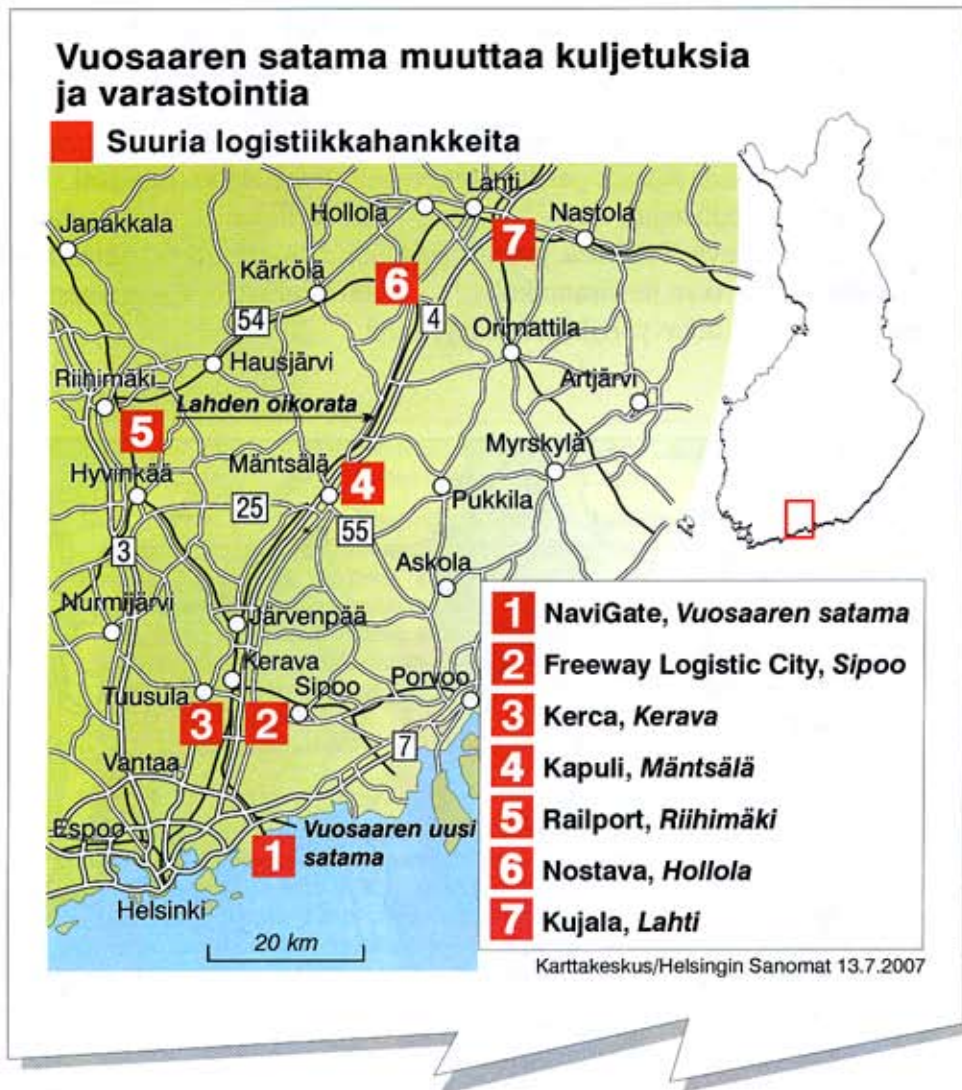 Vuosaaren satama muuttaa kuljetuksia
ja varastointia
Suuria logistiikkahankkeita
Lahti
Hollola
Nastola
Janakkala
7
Kärkölä
6
54
4
Orimattila
Hausjärvi
Riihimäki
Artjärvi
Lahden oikorata
5
Myrskylä
Hyvinkää
Mäntsälä
4
25
Pukkila
55
3
Askola
Nurmijärvi
Järvenpää
Kerava
Tuusula
Sipoo
Porvoo
3
2
7
Vantaa
Espoo
Vuosaaren uusi
satama
1
Helsinki
20 km
1 NaviGate, Vuosaaren satama
2 Freeway Logistic City, Sipoo
3 Kerca, Kerava
4 Kapuli, Mäntsälä
5 Railport, Riihimäki
6 Nostava, Hollola
7 Kujala, Lahti
Karttakeskus/Helsingin Sanomat 13.7.2007